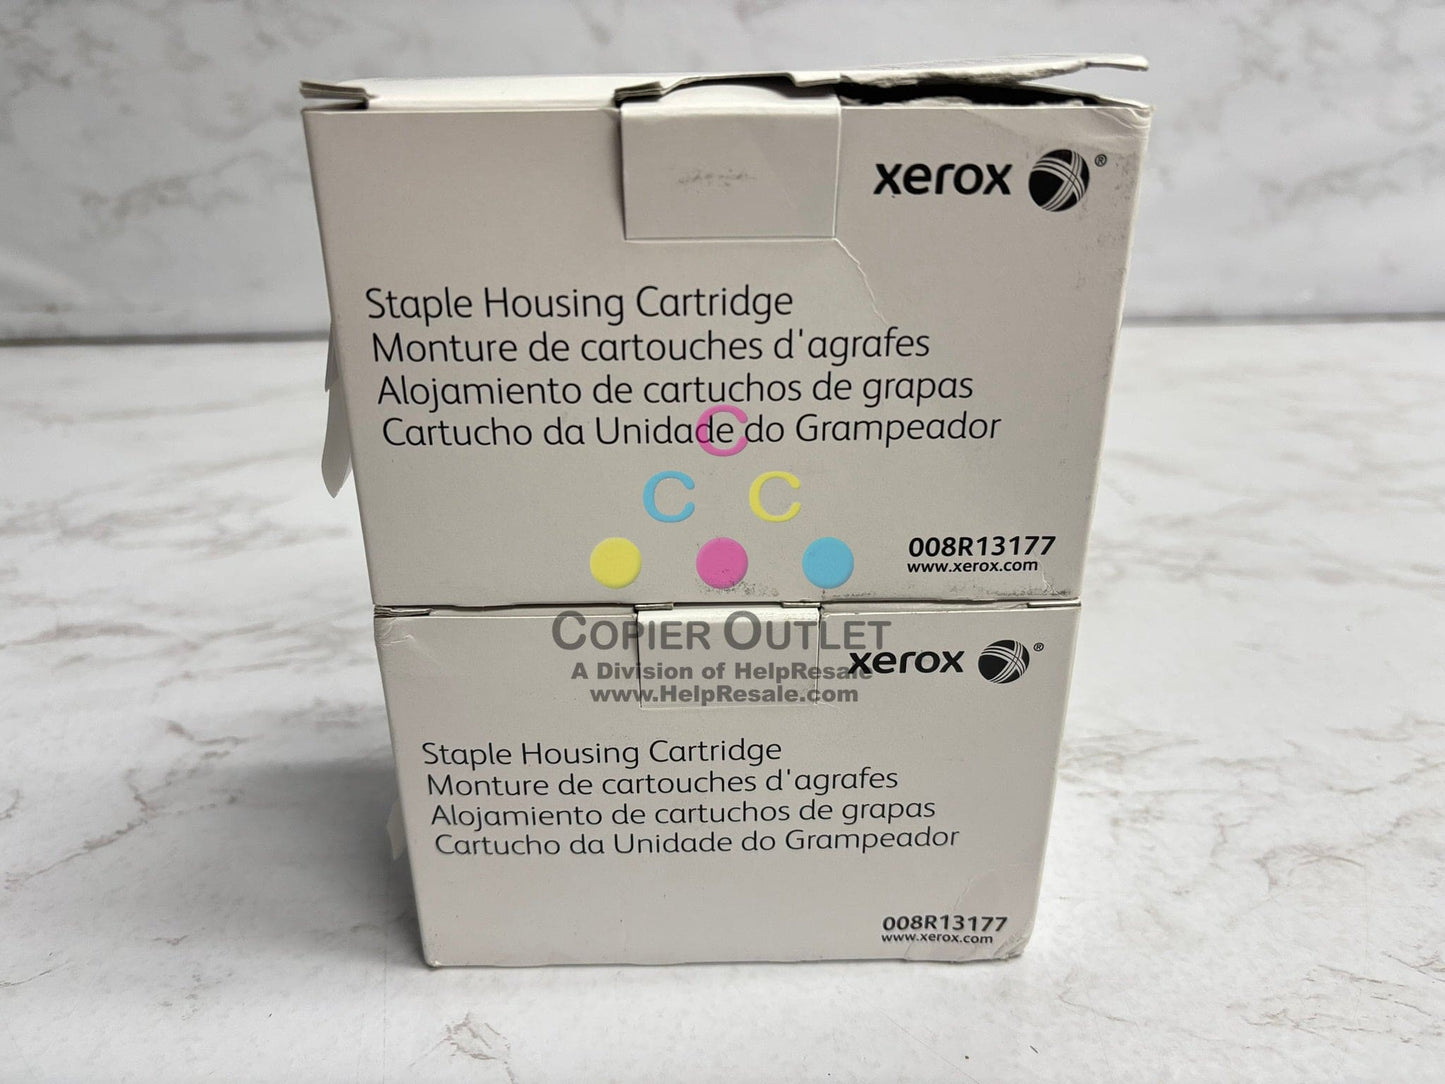 xerox ®
Staple Housing Cartridge
Monture de cartouches d'agrafes
Alojamiento de cartuchos de grapas
Cartucho da Unidade do Grampeador
C
C C
008R13177
www.xerox.com
COPIER OUTLET
A Division of HelpResale
www.HelpResale.com
xerox ®
Staple Housing Cartridge
Monture de cartouches d'agrafes
Alojamiento de cartuchos de grapas
Cartucho da Unidade do Grampeador
008R13177
www.xerox.com